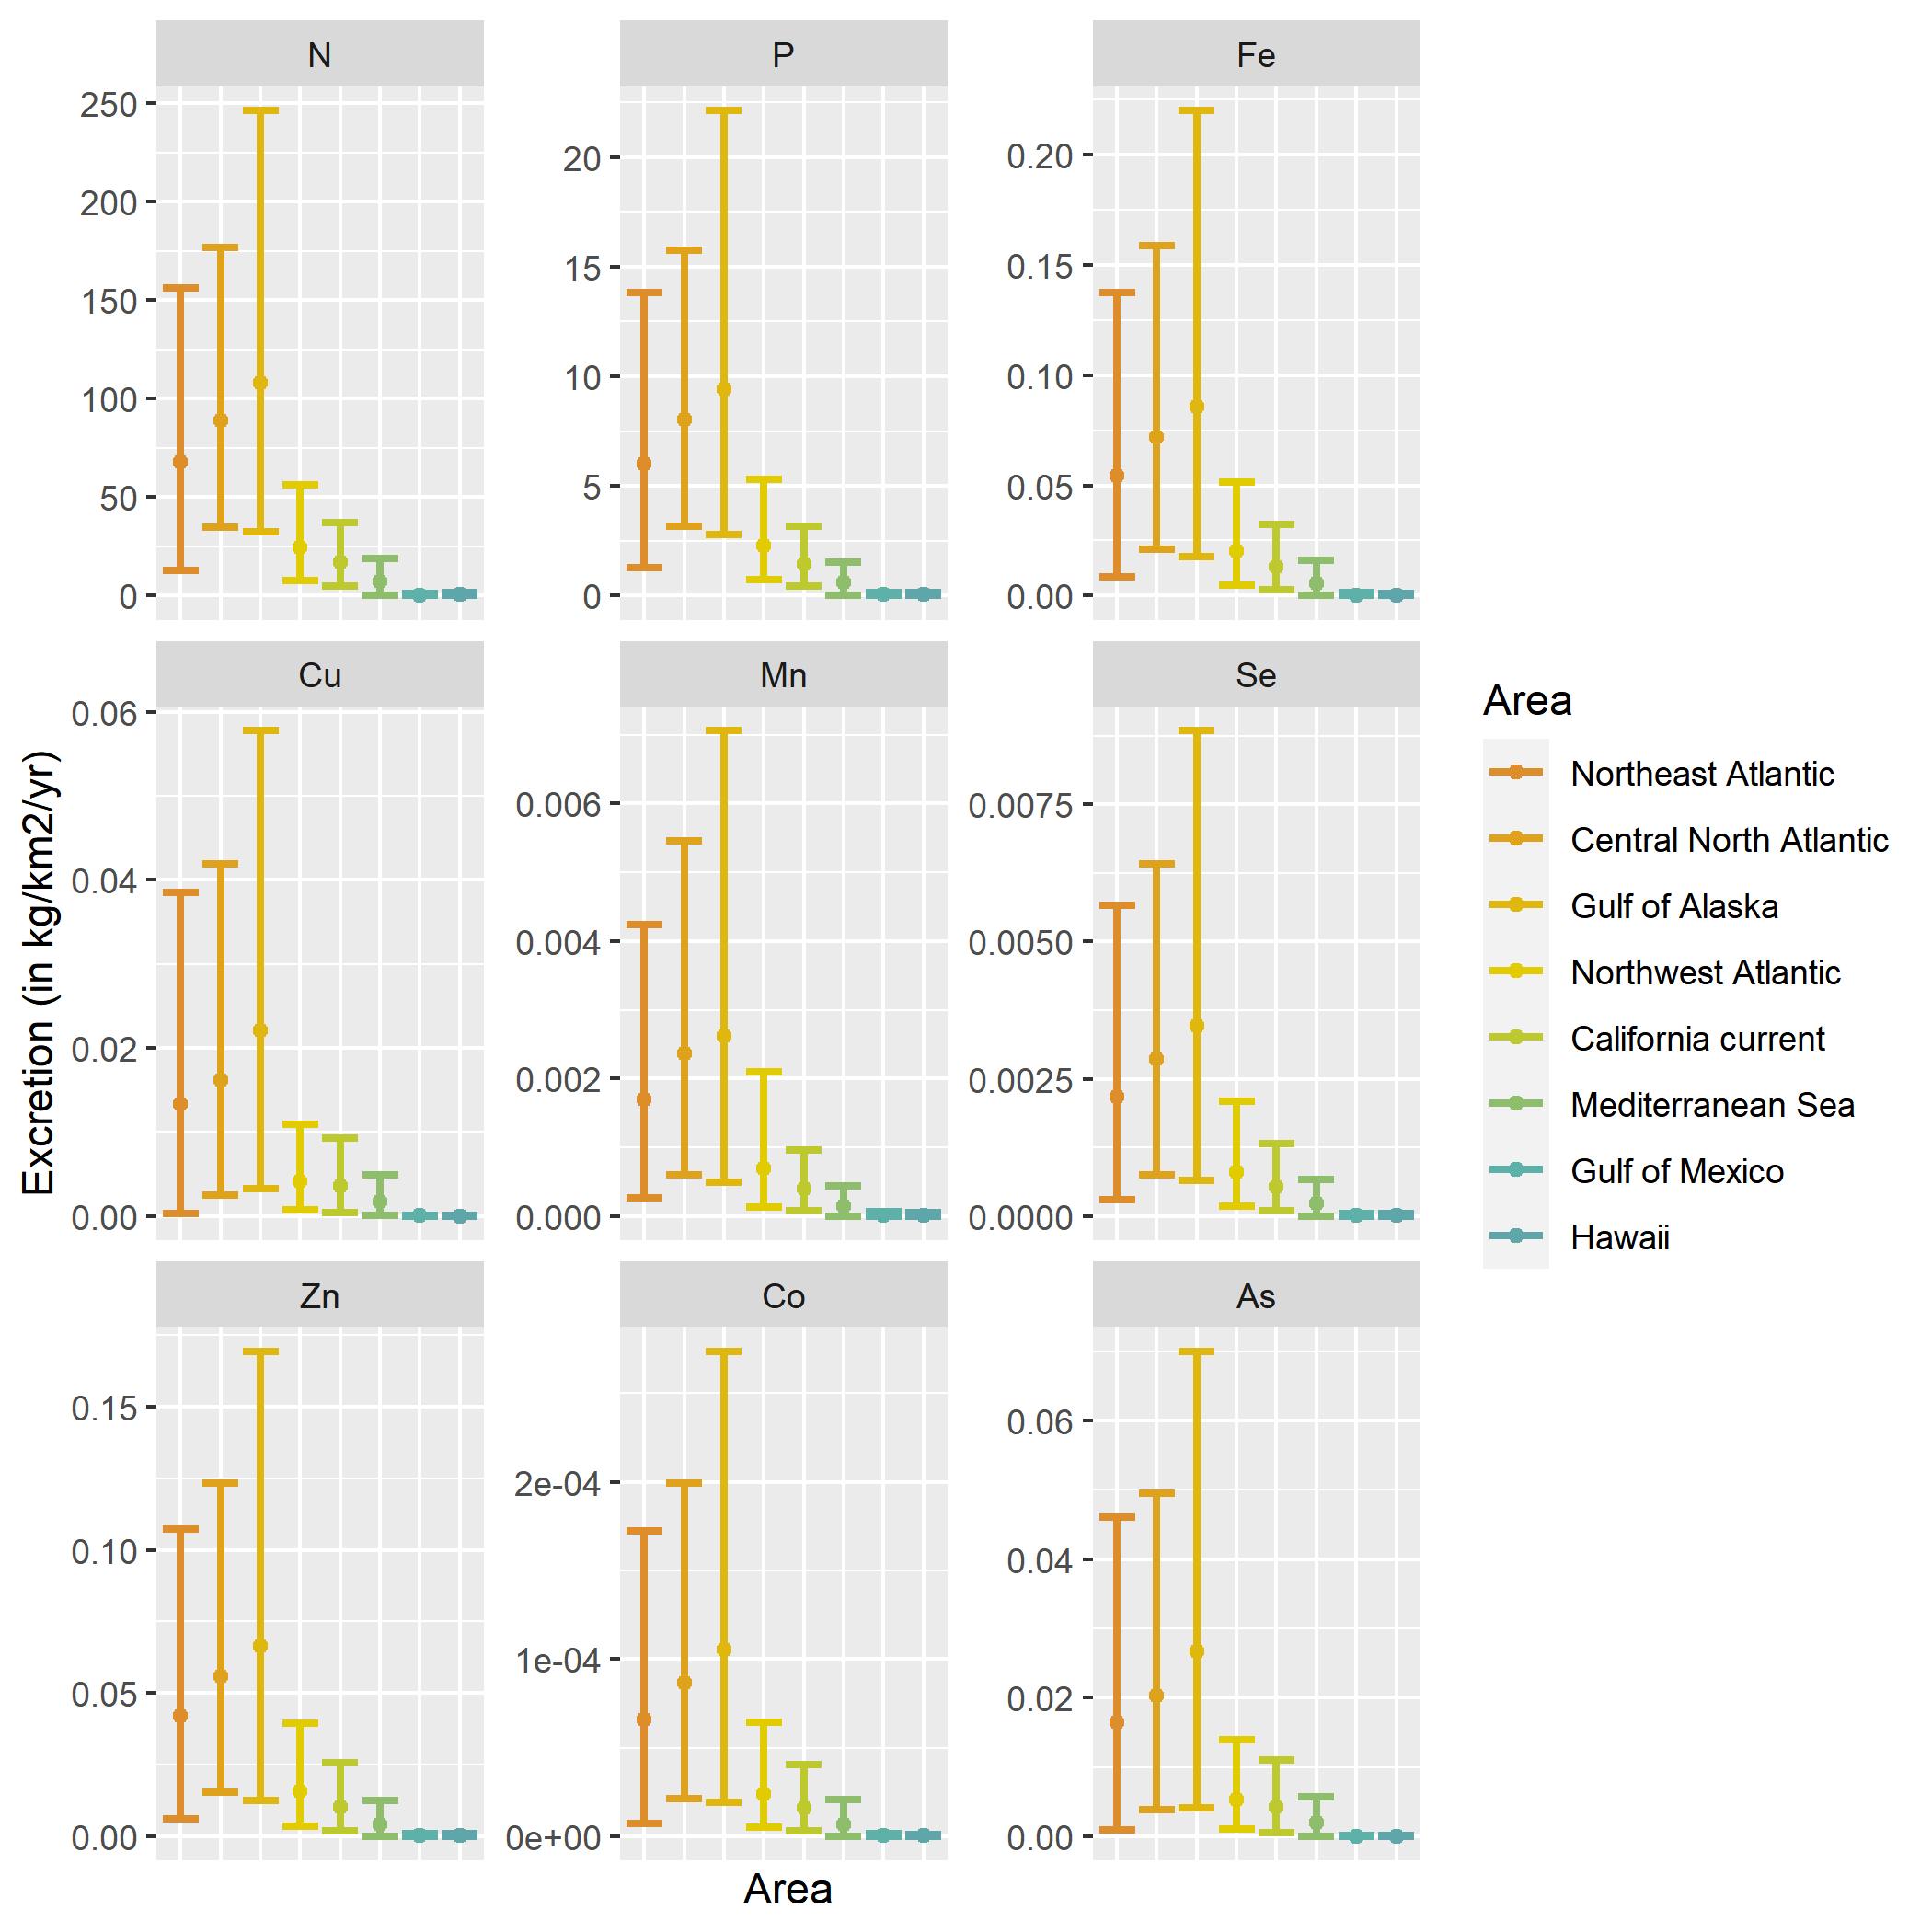 N
P
Fe
250
200
150
100
50
0
20
15
10
5
0
0.20
0.15
0.10
0.05
0.00
Cu
Mn
Se
0.06
0.04
0.02
0.00
0.006
0.004
0.002
0.000
0.0075
0.0050
0.0025
0.0000
Zn
Co
As
0.15
0.10
0.05
0.00
2e-04
1e-04
0e+00
0.06
0.04
0.02
0.00
Excretion (in kg/km2/yr)
Area
Area
Northeast Atlantic
Central North Atlantic
Gulf of Alaska
Northwest Atlantic
California current
Mediterranean Sea
Gulf of Mexico
Hawaii